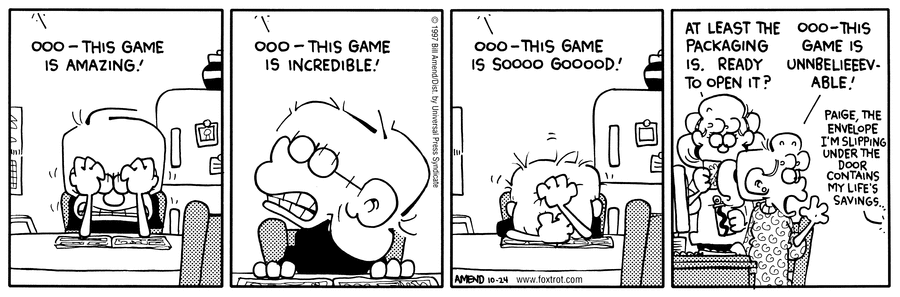 OOO-THIS GAME
IS AMAZING!
OOO-THIS GAME
IS INCREDIBLE!
© 1997 Bill Amend/Dist. by Universal Press Syndicate
OOO-THIS GAME
IS SOOOO GOOOOD!
AMEND 10-24
www.foxtrot.com
AT LEAST THE
PACKAGING
IS. READY
TO OPEN IT?
OOO-THIS
GAME IS
UNNBELIEEEV-
ABLE!
PAIGE, THE
ENVELOPE
I'M SLIPPING
UNDER THE
DOOR
CONTAINS
MY LIFE'S
SAVINGS...